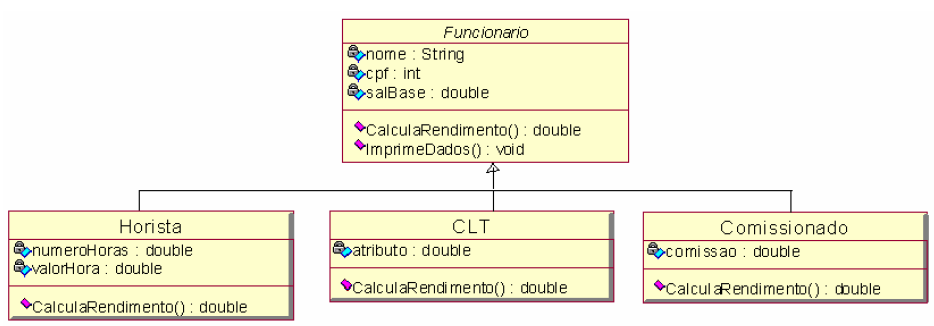 Funcionario
nome : String
cpf : int
salBase : double
CalculaRendimento() : double
ImprimeDados() : void
Horista
numeroHoras : double
valorHora : double
CalculaRendimento() : double
CLT
atributo : double
CalculaRendimento() : double
Comissionado
comissao : double
CalculaRendimento() : double